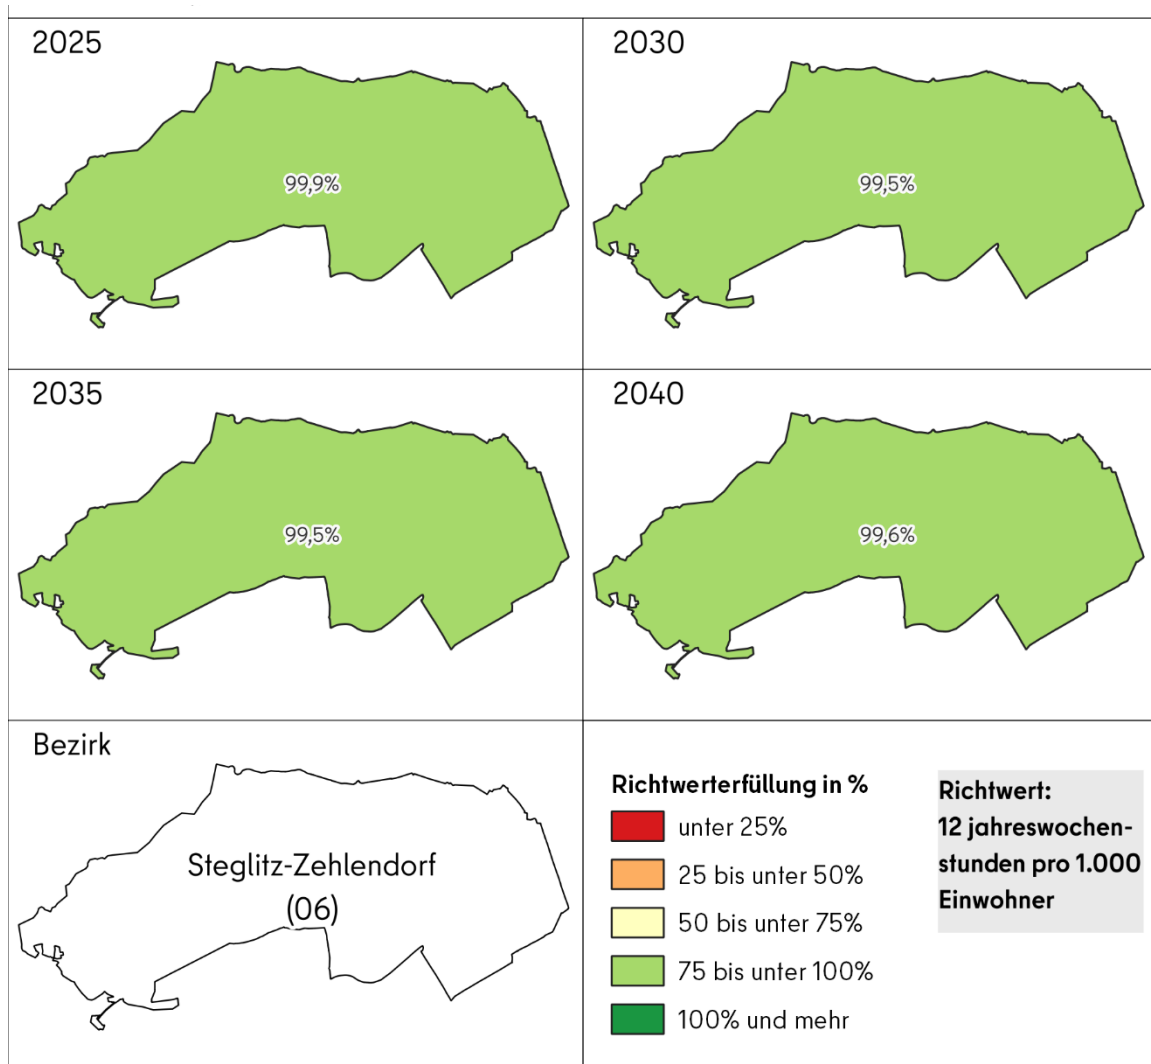 2025
2030
99,9%
99,5%
2035
2040
99,5%
99,6%
Bezirk
Steglitz-Zehlendorf
(06)
Richtwerterfüllung in %
unter 25%
25 bis unter 50%
50 bis unter 75%
75 bis unter 100%
100% und mehr
Richtwert:
12 jahreswochen-
stunden pro 1.000
Einwohner